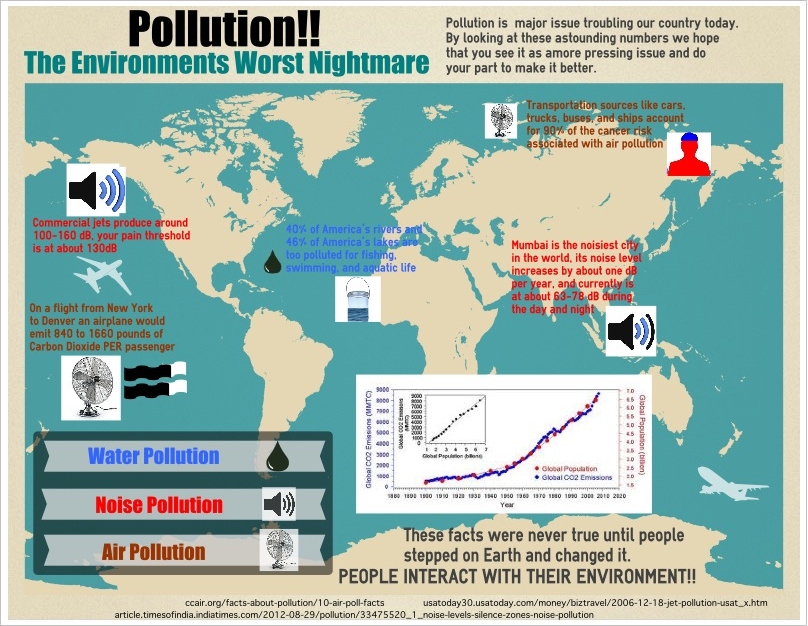 Pollution!!
The Environments Worst Nightmare
Pollution is major issue troubling our country today.
By looking at these astounding numbers we hope
that you see it as amore pressing issue and do
your part to make it better.
Transportation sources like cars,
trucks, buses, and ships account
for 90% of the cancer risk
associated with air pollution
Commercial jets produce around
100-160 dB, your pain threshold
is at about 130dB
40% of America's rivers and
46% of America's lakes are
too polluted for fishing,
swimming, and aquatic life
Mumbai is the noisiest city
in the world, its noise level
increases by about one dB
per year, and currently is
at about 63-78 dB during
the day and night
On a flight from New York
to Denver an airplane would
emit 840 to 1660 pounds of
Carbon Dioxide PER passenger
Water Pollution
Noise Pollution
Air Pollution
Global CO2 Emissions (MMTC)
9000
8000
7000
6000
5000
4000
3000
2000
1000
0
Global CO2 Emissions
(MMTC)
9000
8000
7000
6000
5000
4000
3000
2000
1000
0
1 2 3 4 5 6 7
Global Population (billions)
7.0
6.5
6.0
5.5
5.0
4.5
4.0
3.5
3.0
2.5
2.0
1.5
Global Population (billion)
Global Population
Global CO2 Emissions
1880 1890 1900 1910 1920 1930 1940 1950 1960 1970 1980 1990 2000 2010 2020
Year
These facts were never true until people
stepped on Earth and changed it.
PEOPLE INTERACT WITH THEIR ENVIRONMENT!!
ccair.org/facts-about-pollution/10-air-poll-facts usatoday30.usatoday.com/money/biztravel/2006-12-18-jet-pollution-usat_x.htm
article.timesofindia.indiatimes.com/2012-08-29/pollution/33475520_1_noise-levels-silence-zones-noise-pollution